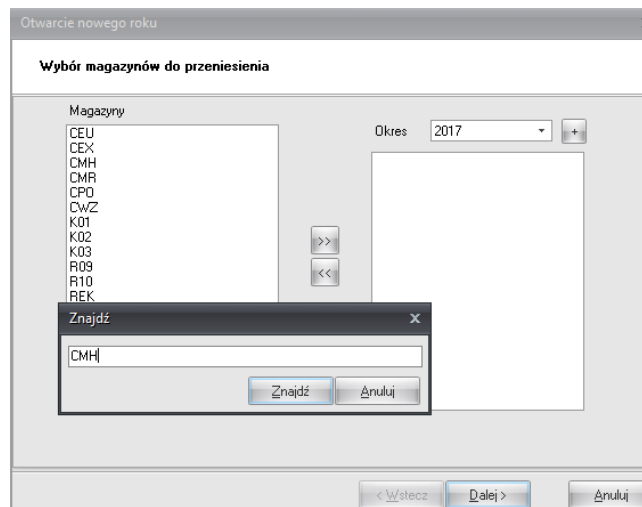 Otwarcie nowego roku
Wybór magazynów do przeniesienia
Magazyny
CEU
CEX
CMH
CMR
CPO
CWZ
K01
K02
K03
R09
R10
REK
Okres
2017
+
>>
<<
Znajdź
x
CMH
Znajdź
Anuluj
< Wstecz
Dalej >
Anuluj